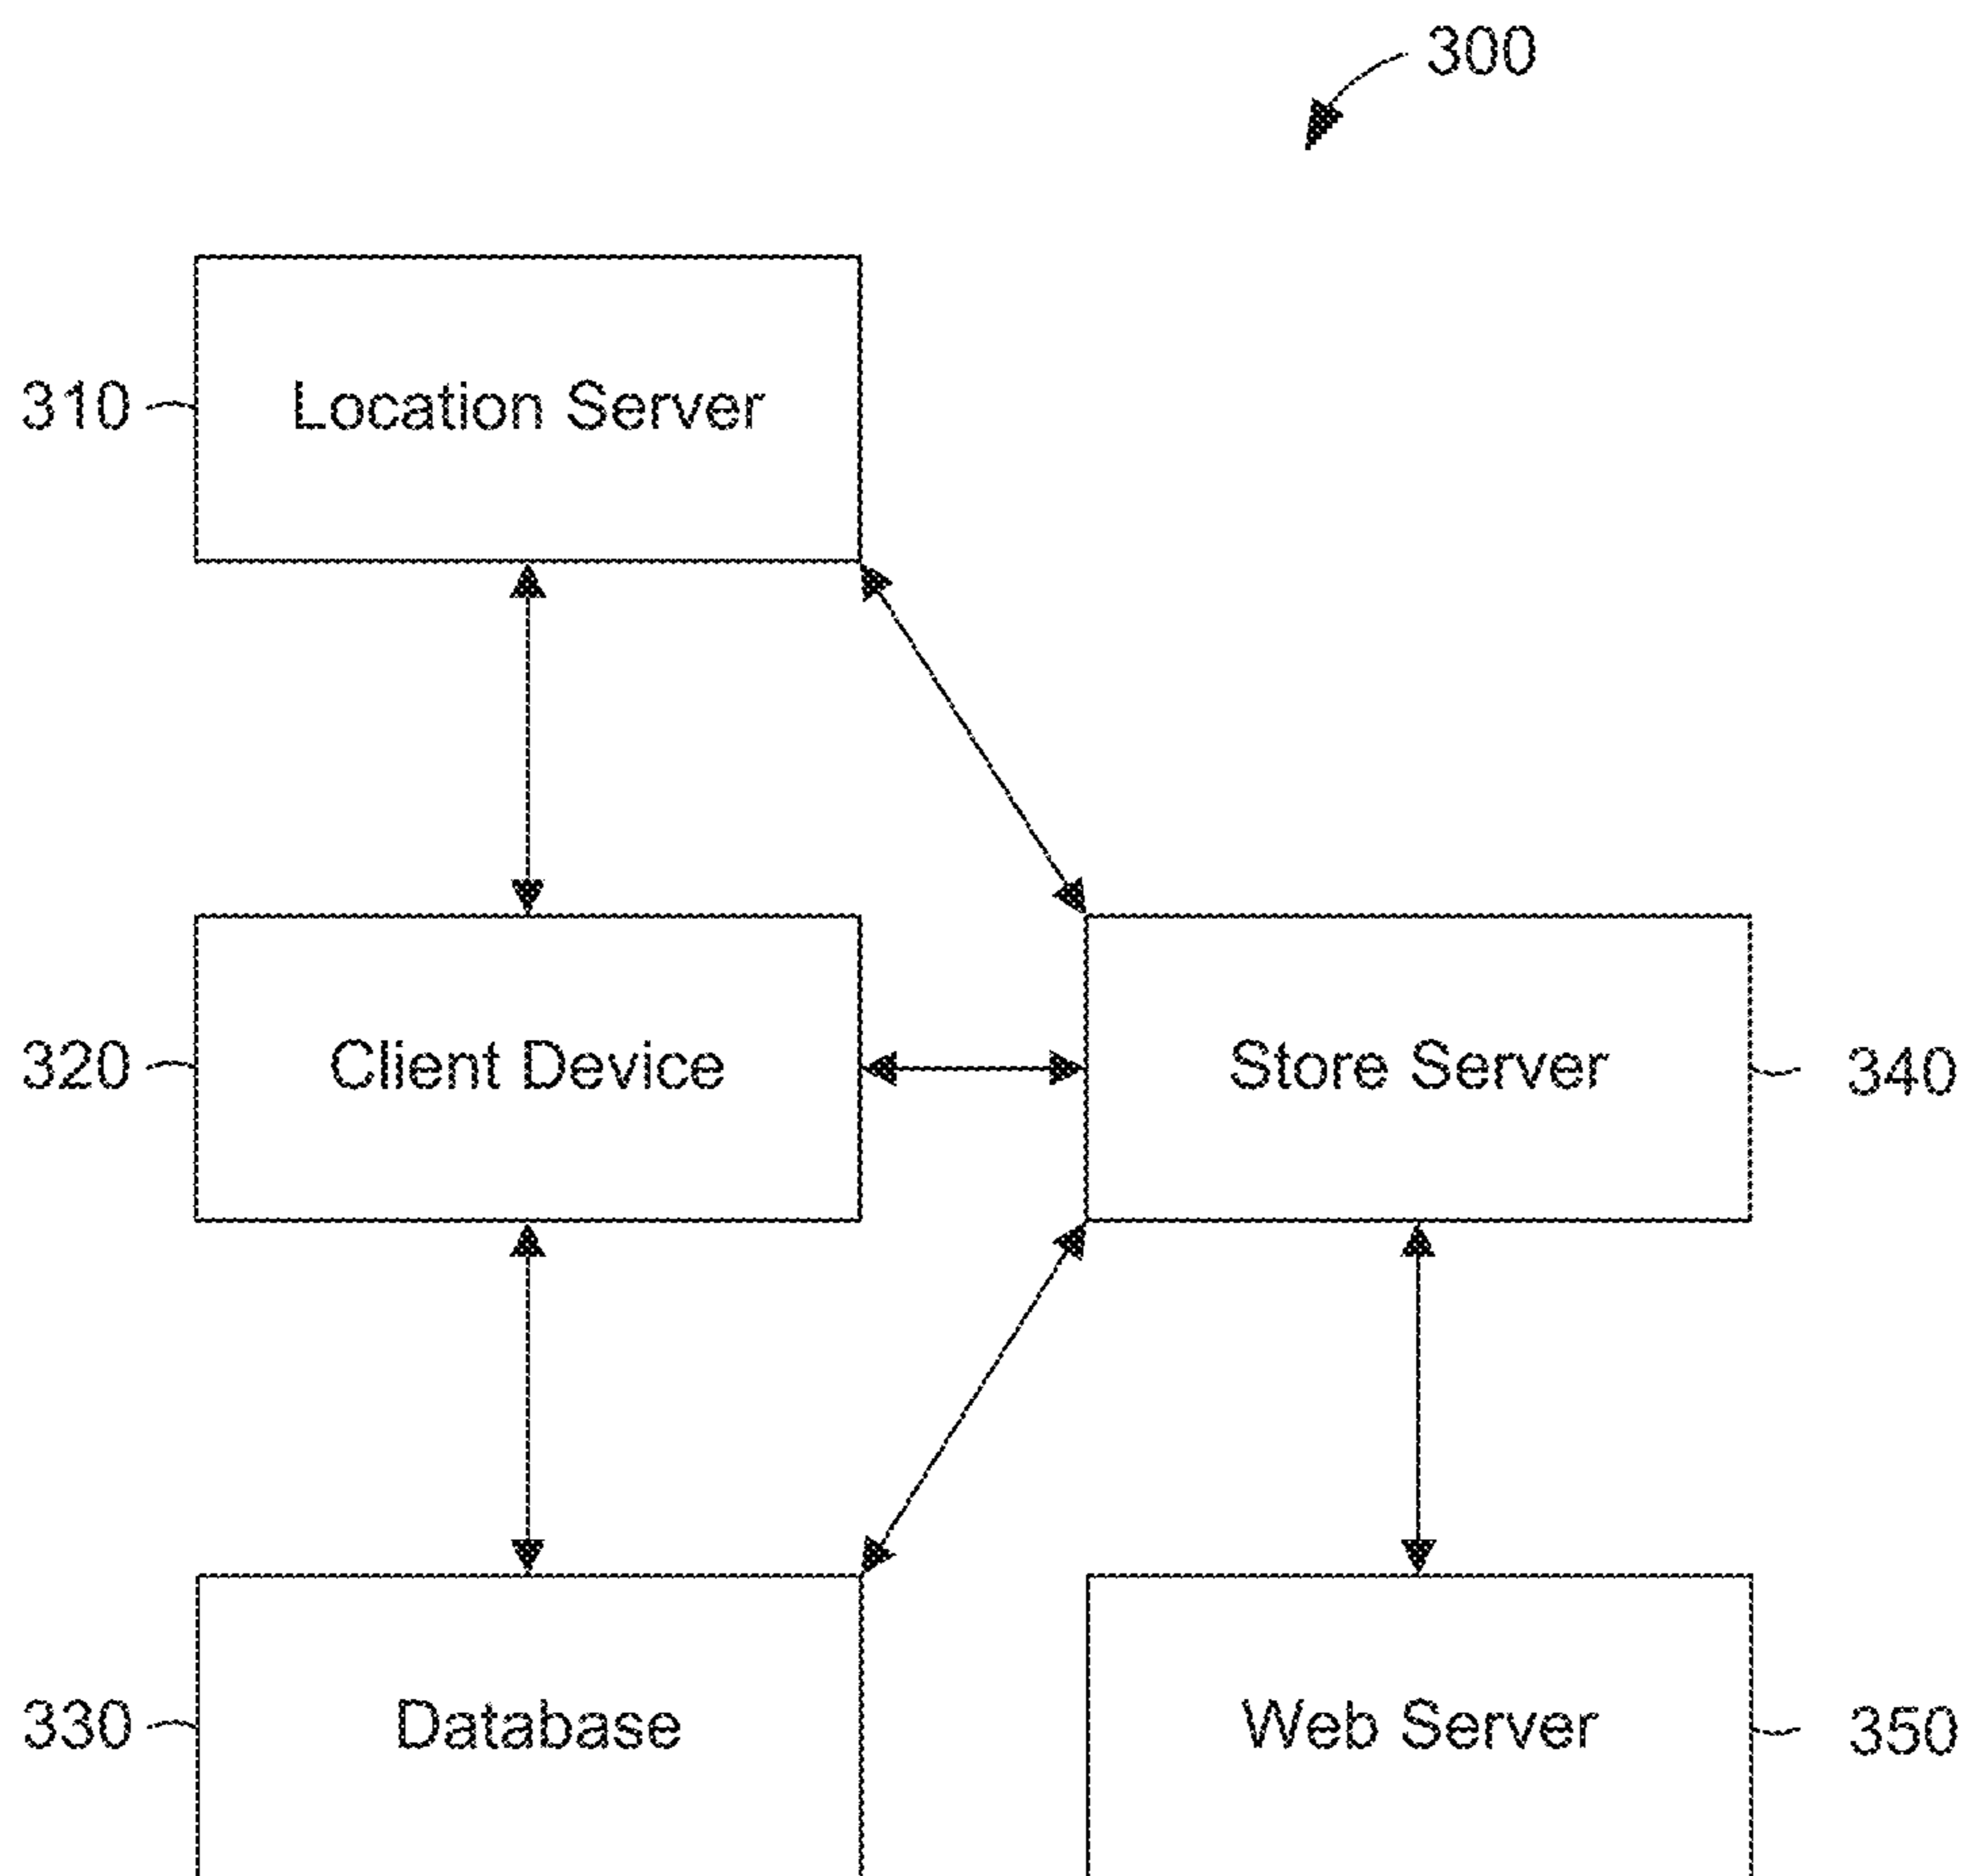 300
310 Location Server
320 Client Device
Store Server 340
330 Database
Web Server 350